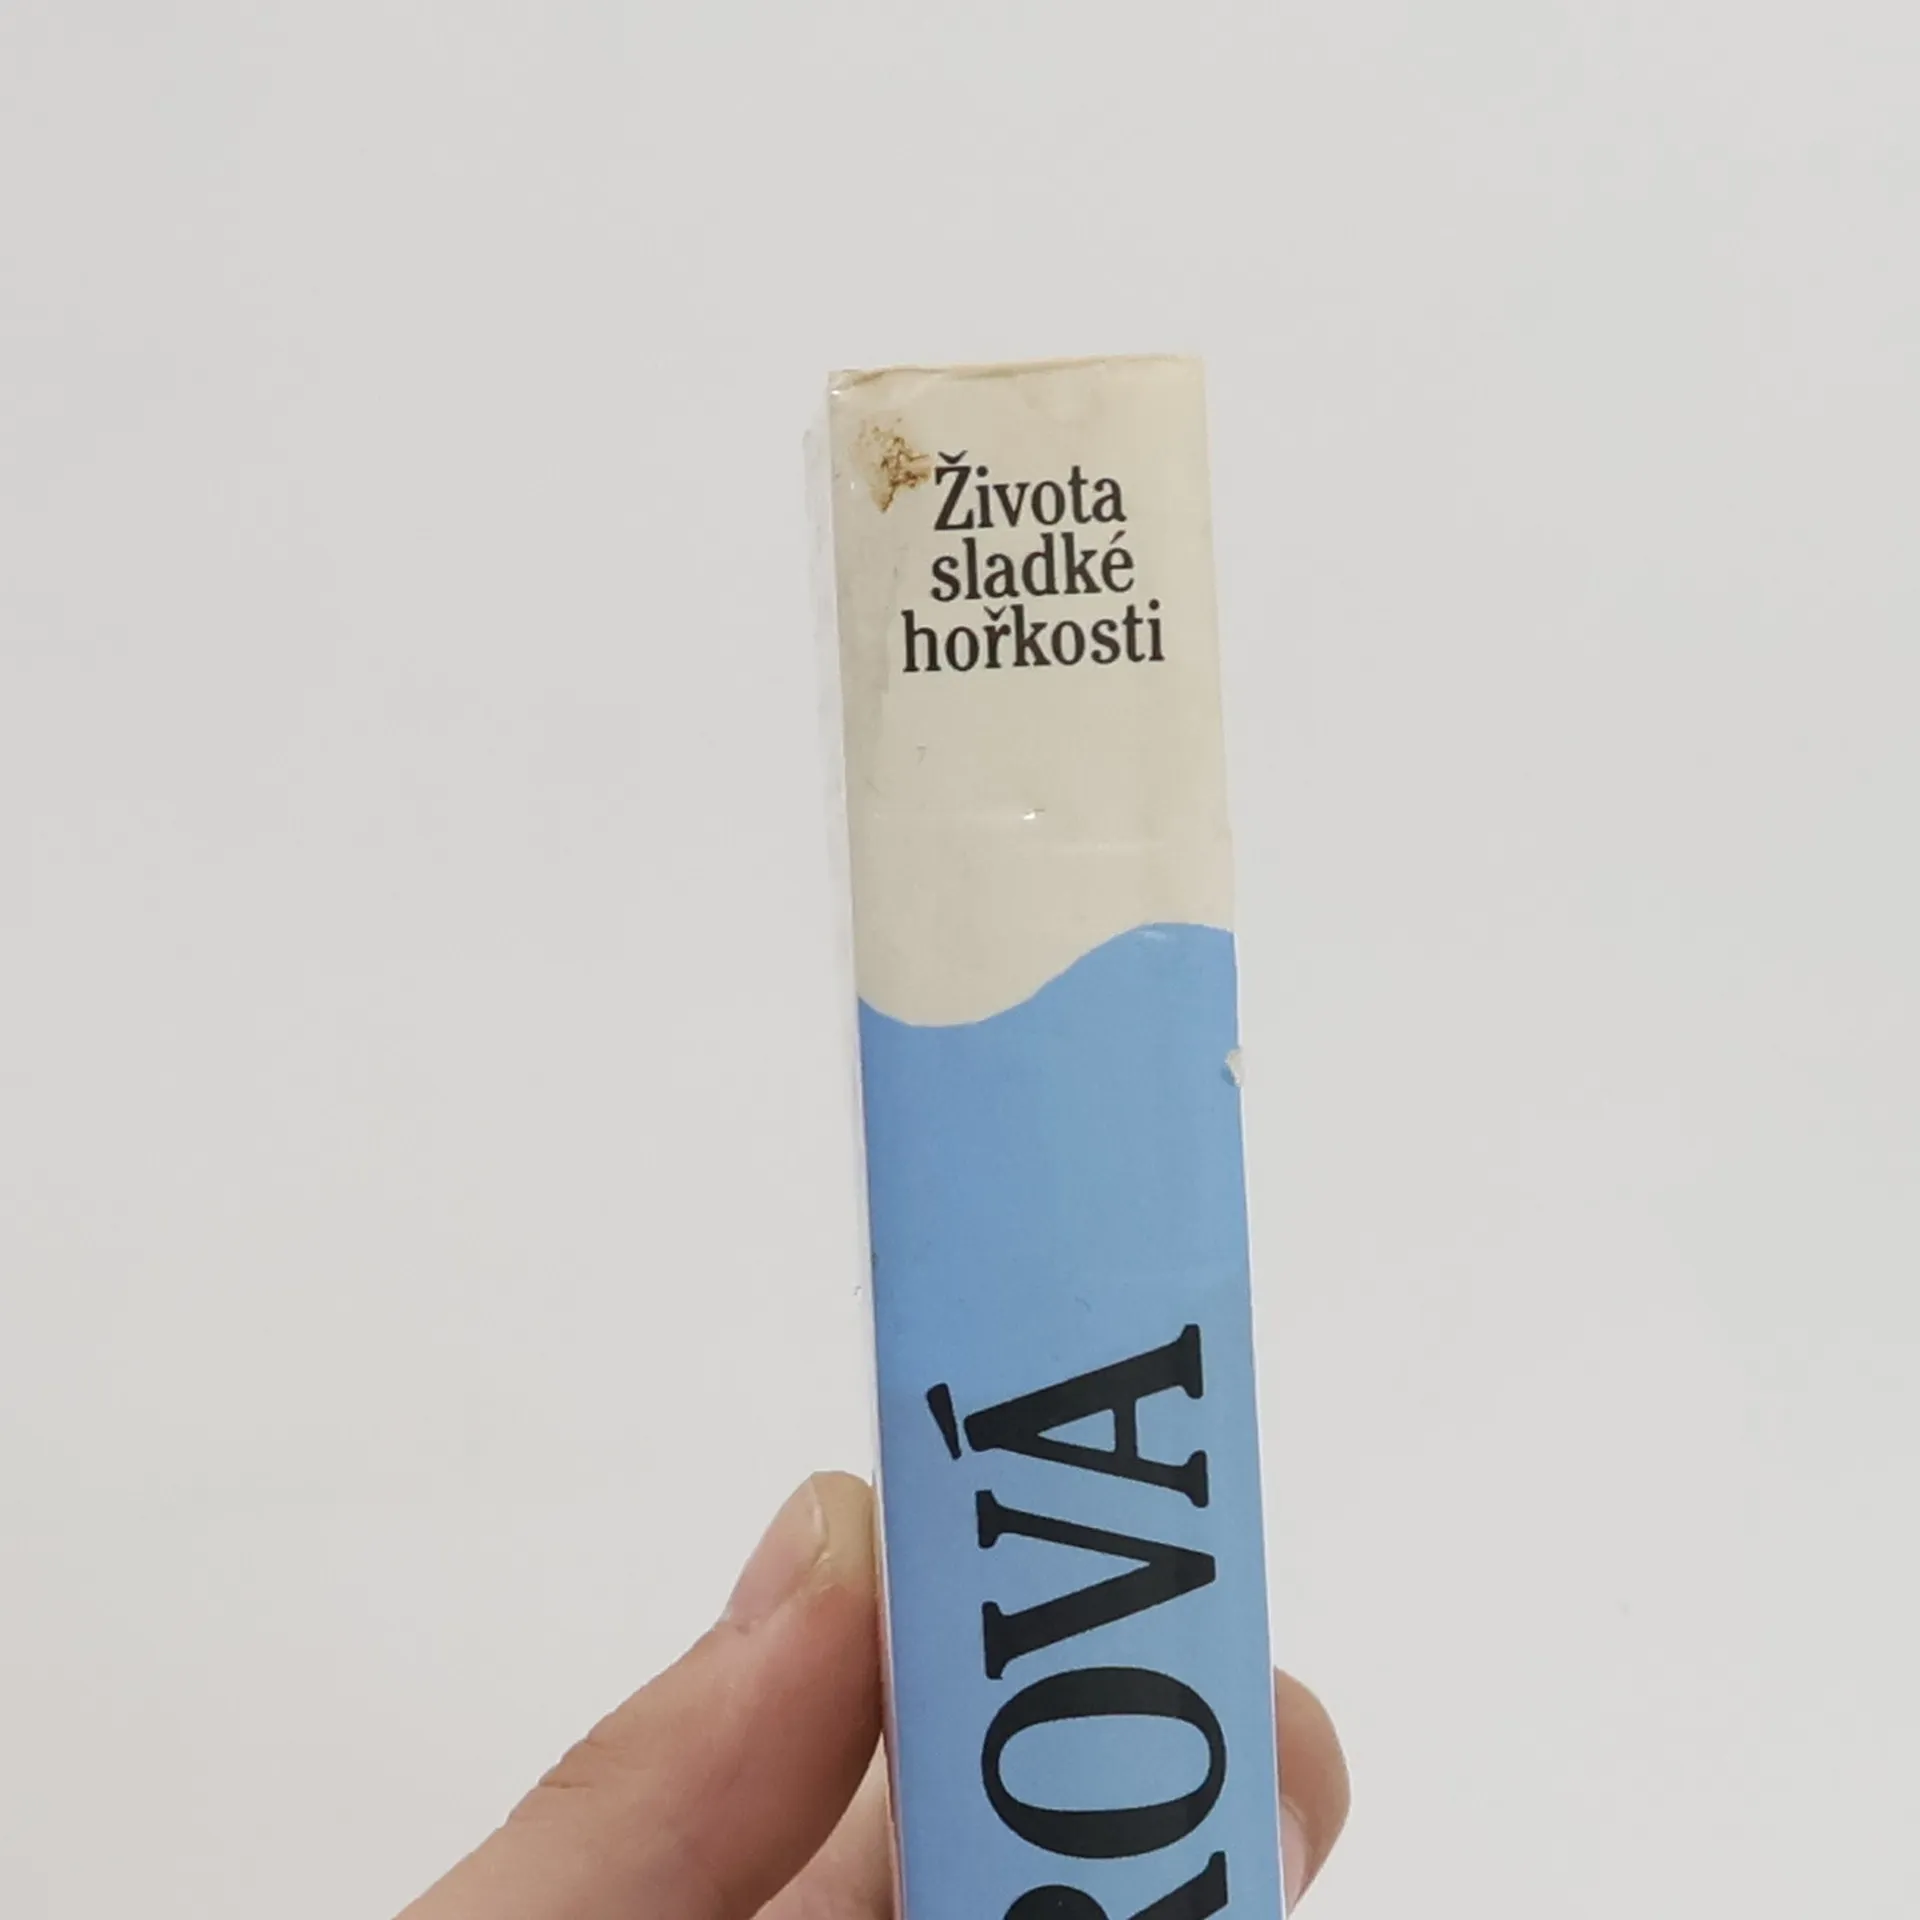 Života
sladké
hořkosti
ROVÁ